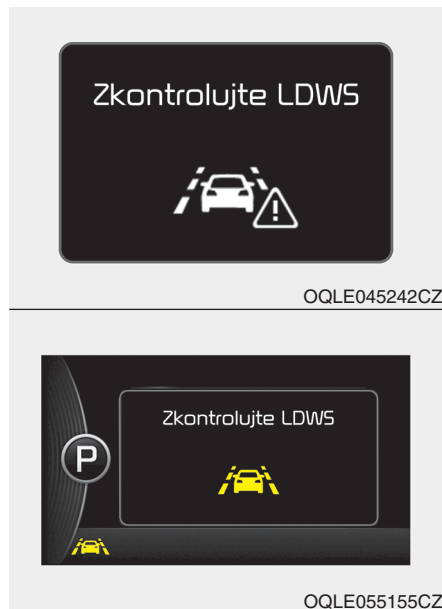 Zkontrolujte LDWS
OQLE045242CZ
Zkontrolujte LDWS
P
OQLE055155CZ